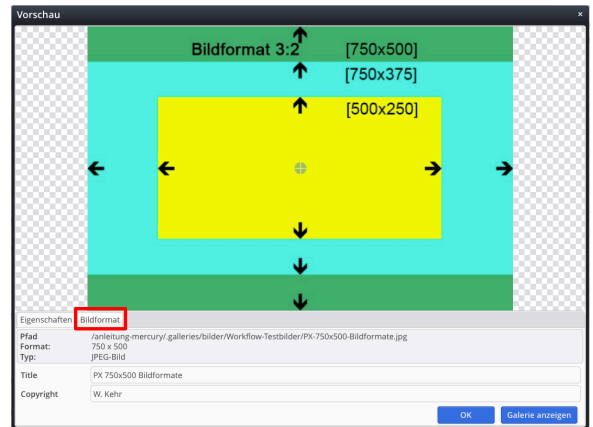 Vorschau ×
Bildformat 3:2 [750x500]
[750x375]
[500x250]
Eigenschaften Bildformat
Pfad /anleitung-mercury/.galleries/bilder/Workflow-Testbilder/PX-750x500-Bildformate.jpg
Format: 750 x 500
Typ: JPEG-Bild
Title PX 750x500 Bildformate
Copyright W. Kehr
OK Galerie anzeigen